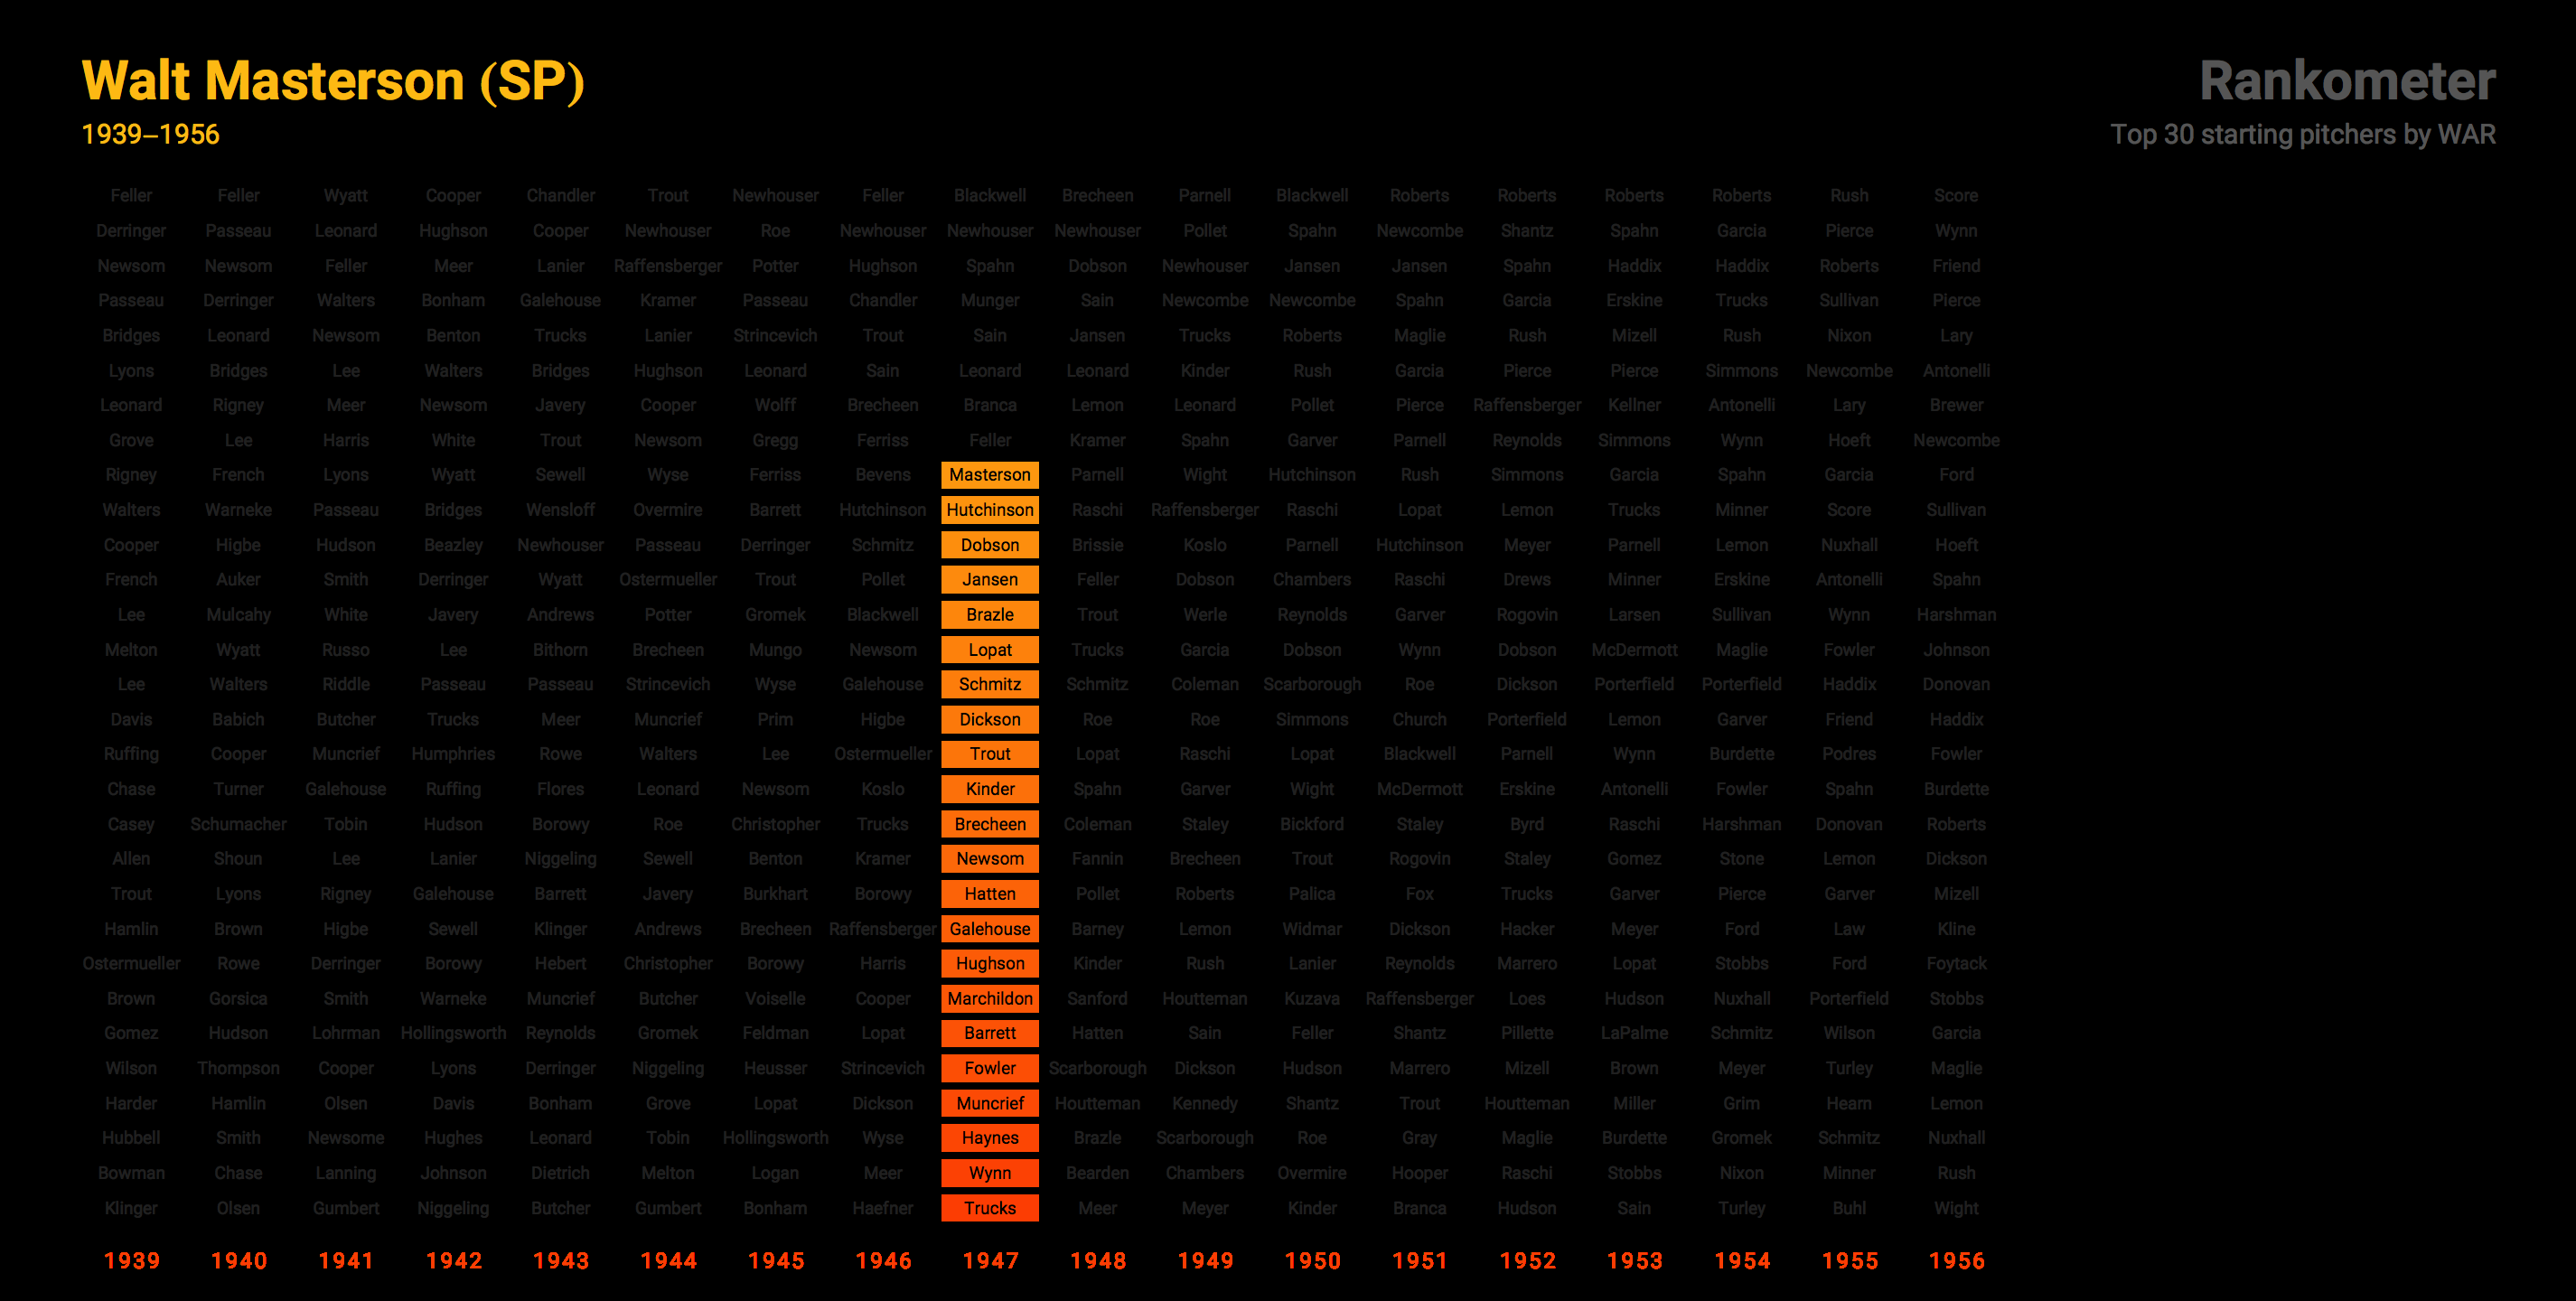 Walt Masterson (SP)
Rankometer
1939–1956
Top 30 starting pitchers by WAR
Feller Feller Wyatt Cooper Chandler Trout Newhouser Feller Blackwell Brecheen Parnell Blackwell Roberts Roberts Roberts Roberts Rush Score
Derringer Passeau Leonard Hughson Cooper Newhouser Roe Newhouser Newhouser Newhouser Pollet Spahn Newcombe Shantz Spahn Garcia Pierce Wynn
Newsom Newsom Feller Meer Lanier Raffensberger Potter Hughson Spahn Dobson Newhouser Jansen Jansen Spahn Haddix Haddix Roberts Friend
Passeau Derringer Walters Bonham Galehouse Kramer Passeau Chandler Munger Sain Newcombe Newcombe Spahn Garcia Erskine Trucks Sullivan Pierce
Bridges Leonard Newsom Benton Trucks Lanier Strincevich Trout Sain Jansen Trucks Roberts Maglie Rush Mizell Rush Nixon Lary
Lyons Bridges Lee Walters Bridges Hughson Leonard Sain Leonard Leonard Kinder Rush Garcia Pierce Pierce Simmons Newcombe Antonelli
Leonard Rigney Meer Newsom Javery Cooper Wolff Brecheen Branca Lemon Leonard Pollet Pierce Raffensberger Kellner Antonelli Lary Brewer
Grove Lee Harris White Trout Newsom Gregg Ferriss Feller Kramer Spahn Garver Parnell Reynolds Simmons Wynn Hoeft Newcombe
Rigney French Lyons Wyatt Sewell Wyse Ferriss Bevens Masterson Parnell Wight Hutchinson Rush Simmons Garcia Spahn Garcia Ford
Walters Warneke Passeau Bridges Wensloff Overmire Barrett Hutchinson Hutchinson Raschi Raffensberger Raschi Lopat Lemon Trucks Minner Score Sullivan
Cooper Higbe Hudson Beazley Newhouser Passeau Derringer Schmitz Dobson Brissie Koslo Parnell Hutchinson Meyer Parnell Lemon Nuxhall Hoeft
French Auker Smith Derringer Wyatt Ostermueller Trout Pollet Jansen Feller Dobson Chambers Raschi Drews Minner Erskine Antonelli Spahn
Lee Mulcahy White Javery Andrews Potter Gromek Blackwell Brazle Trout Werle Reynolds Garver Rogovin Larsen Sullivan Wynn Harshman
Melton Wyatt Russo Lee Bithorn Brecheen Mungo Newsom Lopat Trucks Garcia Dobson Wynn Dobson McDermott Maglie Fowler Johnson
Lee Walters Riddle Passeau Passeau Strincevich Wyse Galehouse Schmitz Schmitz Coleman Scarborough Roe Dickson Porterfield Porterfield Haddix Donovan
Davis Babich Butcher Trucks Meer Muncrief Prim Higbe Dickson Roe Roe Simmons Church Porterfield Lemon Garver Friend Haddix
Ruffing Cooper Muncrief Humphries Rowe Walters Lee Ostermueller Trout Lopat Raschi Lopat Blackwell Parnell Wynn Burdette Podres Fowler
Chase Turner Galehouse Ruffing Flores Leonard Newsom Koslo Kinder Spahn Garver Wight McDermott Erskine Antonelli Fowler Spahn Burdette
Casey Schumacher Tobin Hudson Borowy Roe Christopher Trucks Brecheen Coleman Staley Bickford Staley Byrd Raschi Harshman Donovan Roberts
Allen Shoun Lee Lanier Niggeling Sewell Benton Kramer Newsom Fannin Brecheen Trout Rogovin Staley Gomez Stone Lemon Dickson
Trout Lyons Rigney Galehouse Barrett Javery Burkhart Borowy Hatten Pollet Roberts Palica Fox Trucks Garver Pierce Garver Mizell
Hamlin Brown Higbe Sewell Klinger Andrews Brecheen Raffensberger Galehouse Barney Lemon Widmar Dickson Hacker Meyer Ford Law Kline
Ostermueller Rowe Derringer Borowy Hebert Christopher Borowy Harris Hughson Kinder Rush Lanier Reynolds Marrero Lopat Stobbs Ford Foytack
Brown Gorsica Smith Warneke Muncrief Butcher Voiselle Cooper Marchildon Sanford Houtteman Kuzava Raffensberger Loes Hudson Nuxhall Porterfield Stobbs
Gomez Hudson Lohrman Hollingsworth Reynolds Gromek Feldman Lopat Barrett Hatten Sain Feller Shantz Pillette LaPalme Schmitz Wilson Garcia
Wilson Thompson Cooper Lyons Derringer Niggeling Heusser Strincevich Fowler Scarborough Dickson Hudson Marrero Mizell Brown Meyer Turley Maglie
Harder Hamlin Olsen Davis Bonham Grove Lopat Dickson Muncrief Houtteman Kennedy Shantz Trout Houtteman Miller Grim Hearn Lemon
Hubbell Smith Newsome Hughes Leonard Tobin Hollingsworth Wyse Haynes Brazle Scarborough Roe Gray Maglie Burdette Gromek Schmitz Nuxhall
Bowman Chase Lanning Johnson Dietrich Melton Logan Meer Wynn Bearden Chambers Overmire Hooper Raschi Stobbs Nixon Minner Rush
Klinger Olsen Gumbert Niggeling Butcher Gumbert Bonham Haefner Trucks Meer Meyer Kinder Branca Hudson Sain Turley Buhl Wight
1939 1940 1941 1942 1943 1944 1945 1946 1947 1948 1949 1950 1951 1952 1953 1954 1955 1956